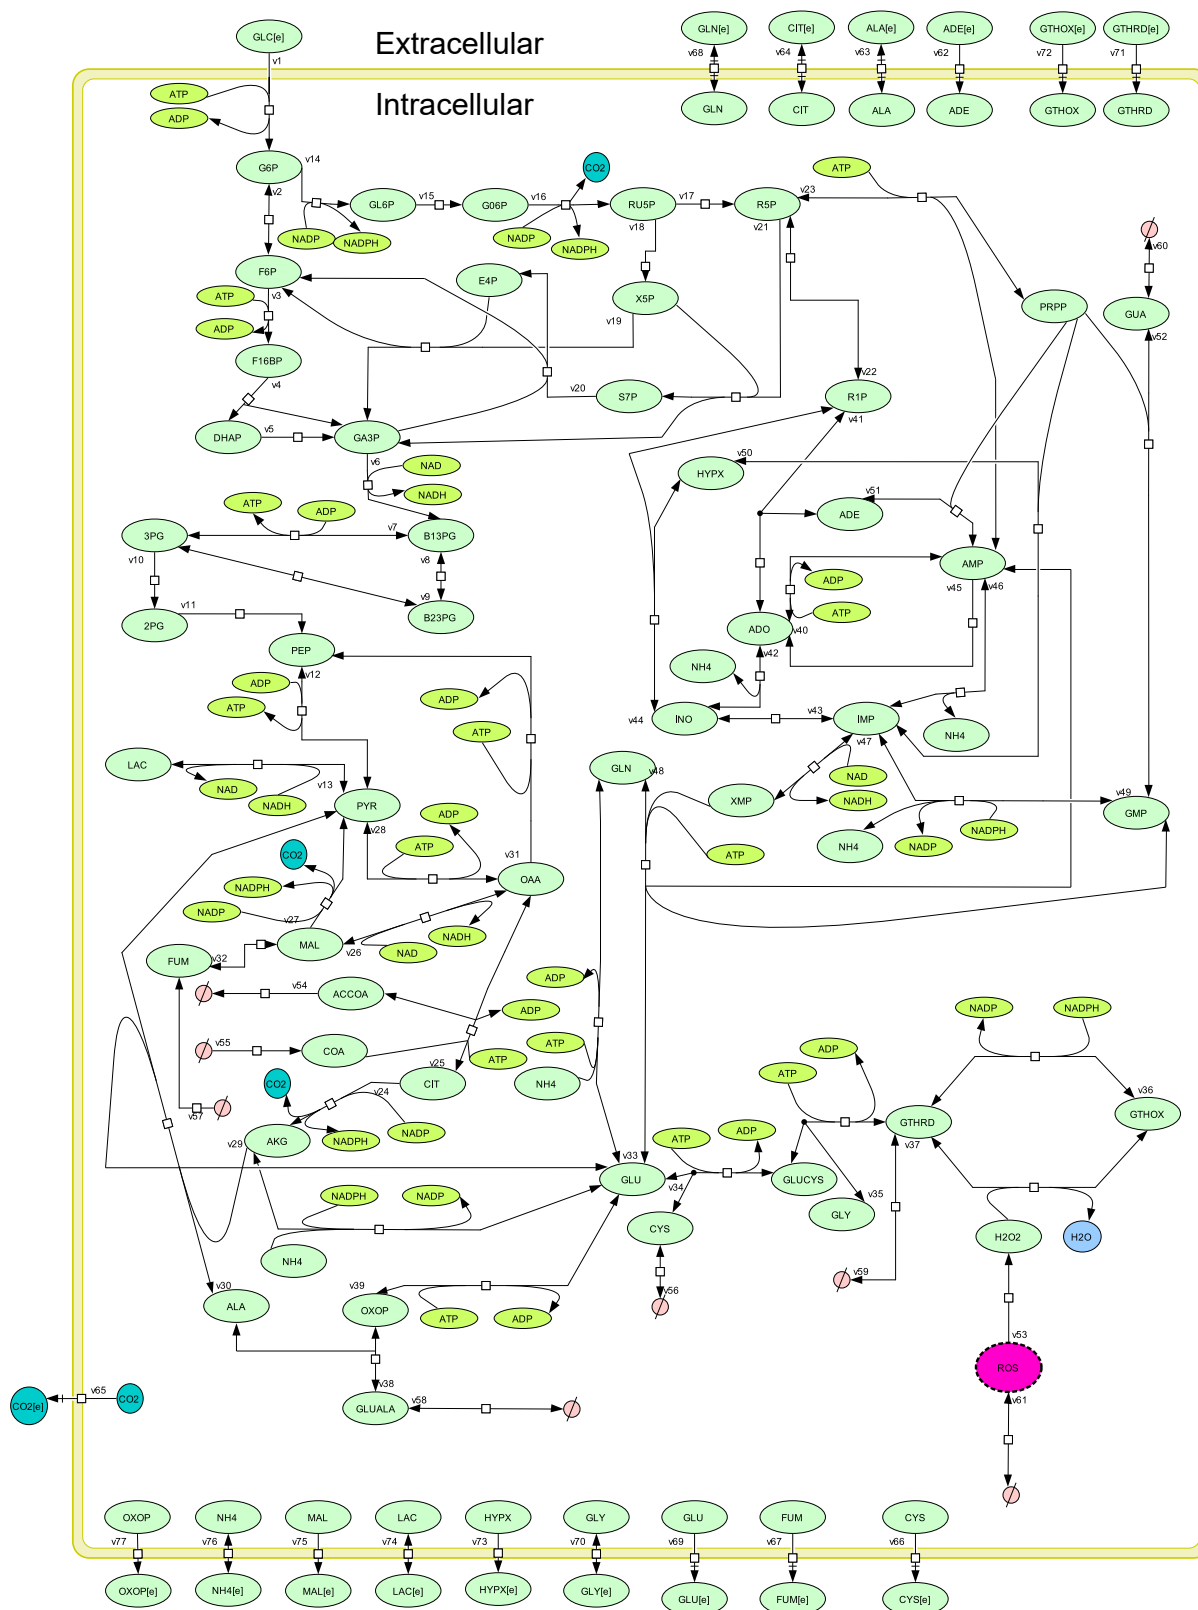 GLC[e]
Extracellular
GLN[e]
CIT[e]
ALA[e]
ADE[e]
GTHOX[e]
GTHRD[e]
v1
v68
v64
v63
v62
v72
v71
ATP
ADP
Intracellular
GLN
CIT
ALA
ADE
GTHOX
GTHRD
G6P
v14
v2
CO2
ATP
GL6P
v15
G06P
v16
RU5P
v17
R5P
v23
NADP
NADPH
NADP
NADPH
v18
v21
v60
F6P
v3
E4P
X5P
v19
PRPP
GUA
v52
ATP
ADP
F16BP
v4
v20
S7P
v22
R1P
v41
DHAP
v5
GA3P
v6
NAD
NADH
HYPX
v50
v51
ADE
ATP
ADP
3PG
v10
v7
B13PG
v8
AMP
v45
v46
v9
B23PG
ADP
ATP
2PG
v11
PEP
v12
ADO
v40
v42
ADP
ATP
ADP
ATP
NH4
v44
INO
v43
IMP
v47
NH4
LAC
NAD
NADH
v13
PYR
v28
GLN
v48
XMP
NAD
NADH
v49
GMP
ADP
ATP
v31
NH4
NADP
NADPH
ATP
CO2
NADPH
NADP
v27
OAA
MAL
v26
NAD
NADH
FUM
v32
v54
ACCOA
ADP
ADP
NADP
NADPH
v55
COA
ATP
v25
ATP
NH4
ADP
ATP
CO2
CIT
v24
v57
v29
AKG
NADPH
NADP
v36
GTHOX
GTHRD
v37
ATP
ADP
v33
GLU
v34
GLUCYS
v35
GLY
NADPH
NADP
NH4
CYS
H2O2
H2O
v30
ALA
v39
OXOP
ATP
ADP
v56
v59
v53
ROS
v61
v38
GLUALA
v58
CO2[e]
v65
CO2
OXOP
NH4
MAL
LAC
HYPX
GLY
GLU
FUM
CYS
v77
v76
v75
v74
v73
v70
v69
v67
v66
OXOP[e]
NH4[e]
MAL[e]
LAC[e]
HYPX[e]
GLY[e]
GLU[e]
FUM[e]
CYS[e]